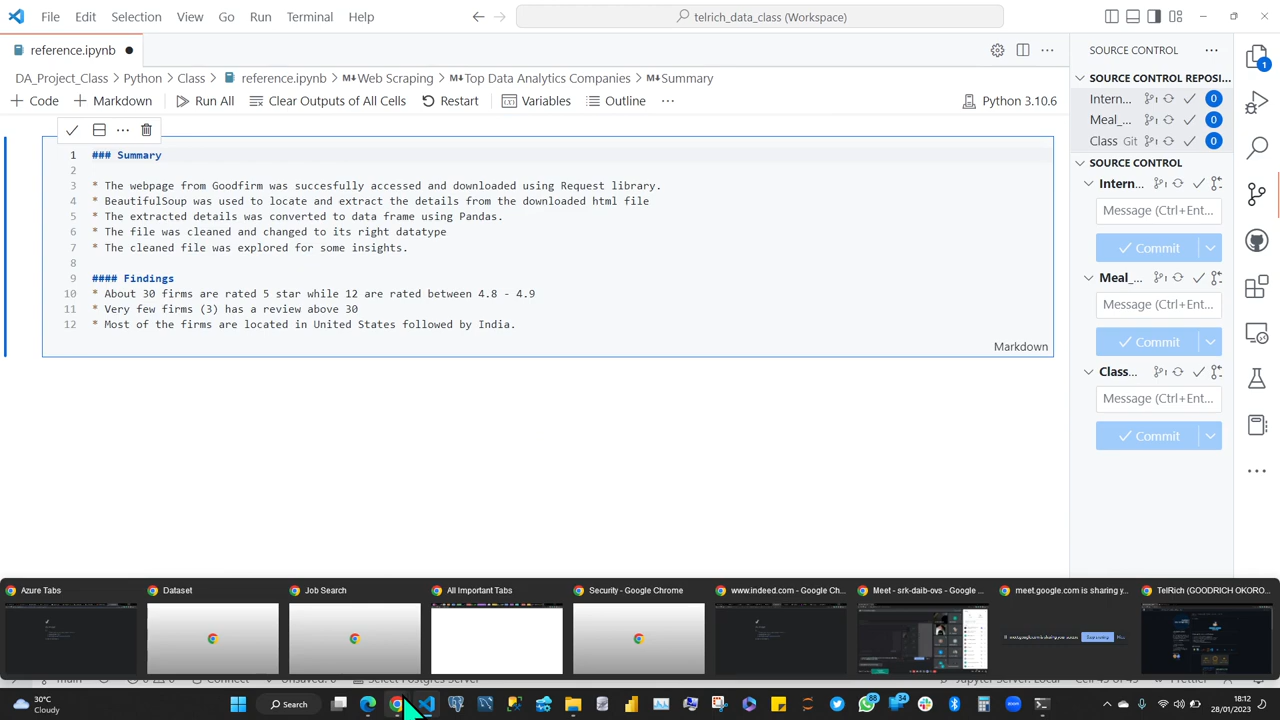 File Edit Selection View Go Run Terminal Help
telrich_data_class (Workspace)
reference.ipynb
DA_Project_Class > Python > Class > reference.ipynb > Web Scraping > Top Data Analytics Companies > Summary
Code Markdown Run All Clear Outputs of All Cells Restart Variables Outline ... Python 3.10.6
1 ### Summary
2
3 * The webpage from Goodfirm was succesfully accessed and downloaded using Request library.
4 * BeautifulSoup was used to locate and extract the details from the downloaded html file
5 * The extracted details was converted to data frame using Pandas.
6 * The file was cleaned and changed to its right datatype
7 * The cleaned file was explored for some insights.
8
9 #### Findings
10 * About 30 firms are rated 5 star while 12 are rated between 4.8 - 4.9
11 * Very few firms (3) has a review above 30
12 * Most of the firms are located in United States followed by India.
Markdown
SOURCE CONTROL
SOURCE CONTROL REPOSI...
Intern... 0
Meal_... 0
Class Git 0
SOURCE CONTROL
Intern...
Message (Ctrl+Ent...
Commit
Meal...
Message (Ctrl+Ent...
Commit
Class...
Message (Ctrl+Ent...
Commit
1
Azure Tabs
Dataset
Job Search
All Important Tabs
Security - Google Chrome
www.indeed.com - Google Ch...
Meet - srk-daib-ovs - Google ...
meet.google.com is sharing y...
Telrich (GOODRICH OKORO...
30°C
Cloudy
Search
88
34
18:12
28/01/2023